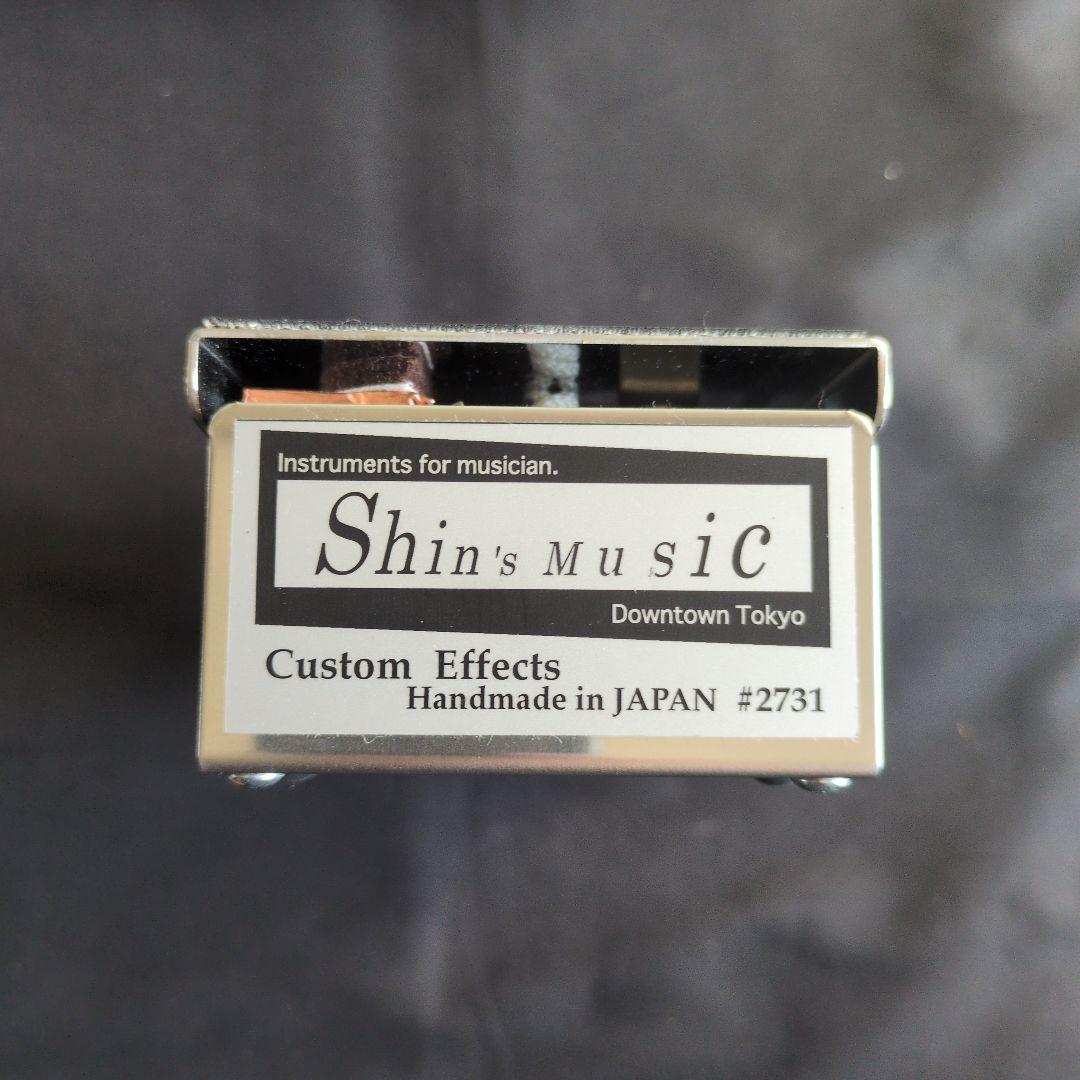 Instruments for musician.
Shin's Music
Downtown Tokyo
Custom Effects
Handmade in JAPAN #2731